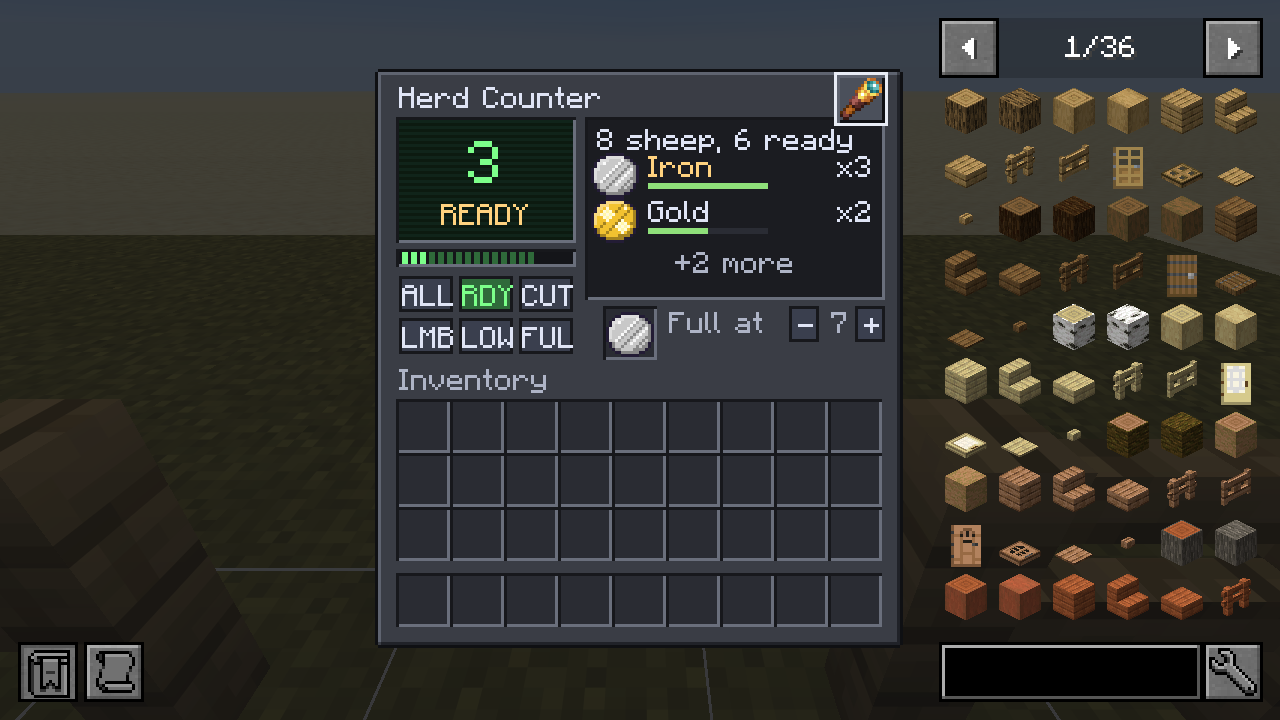 1/36
Herd Counter
3
READY
8 sheep, 6 ready
Iron x3
Gold x2
+2 more
ALL RDY CUT
LMB LOW FUL
Full at - 7 +
Inventory